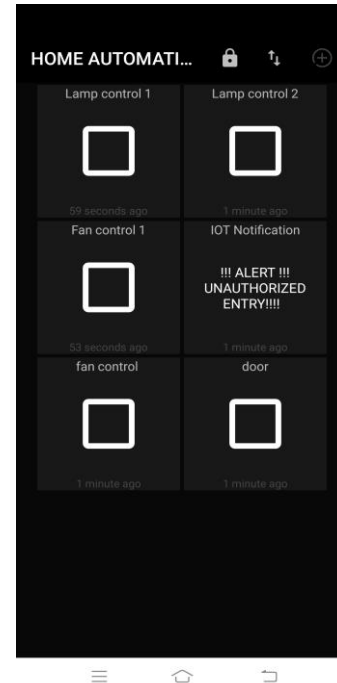 HOME AUTOMATI...
Lamp control 1
Lamp control 2
59 seconds ago
1 minute ago
Fan control 1
IOT Notification
!!! ALERT !!!
UNAUTHORIZED
ENTRY!!!!
53 seconds ago
1 minute ago
fan control
door
1 minute ago
1 minute ago